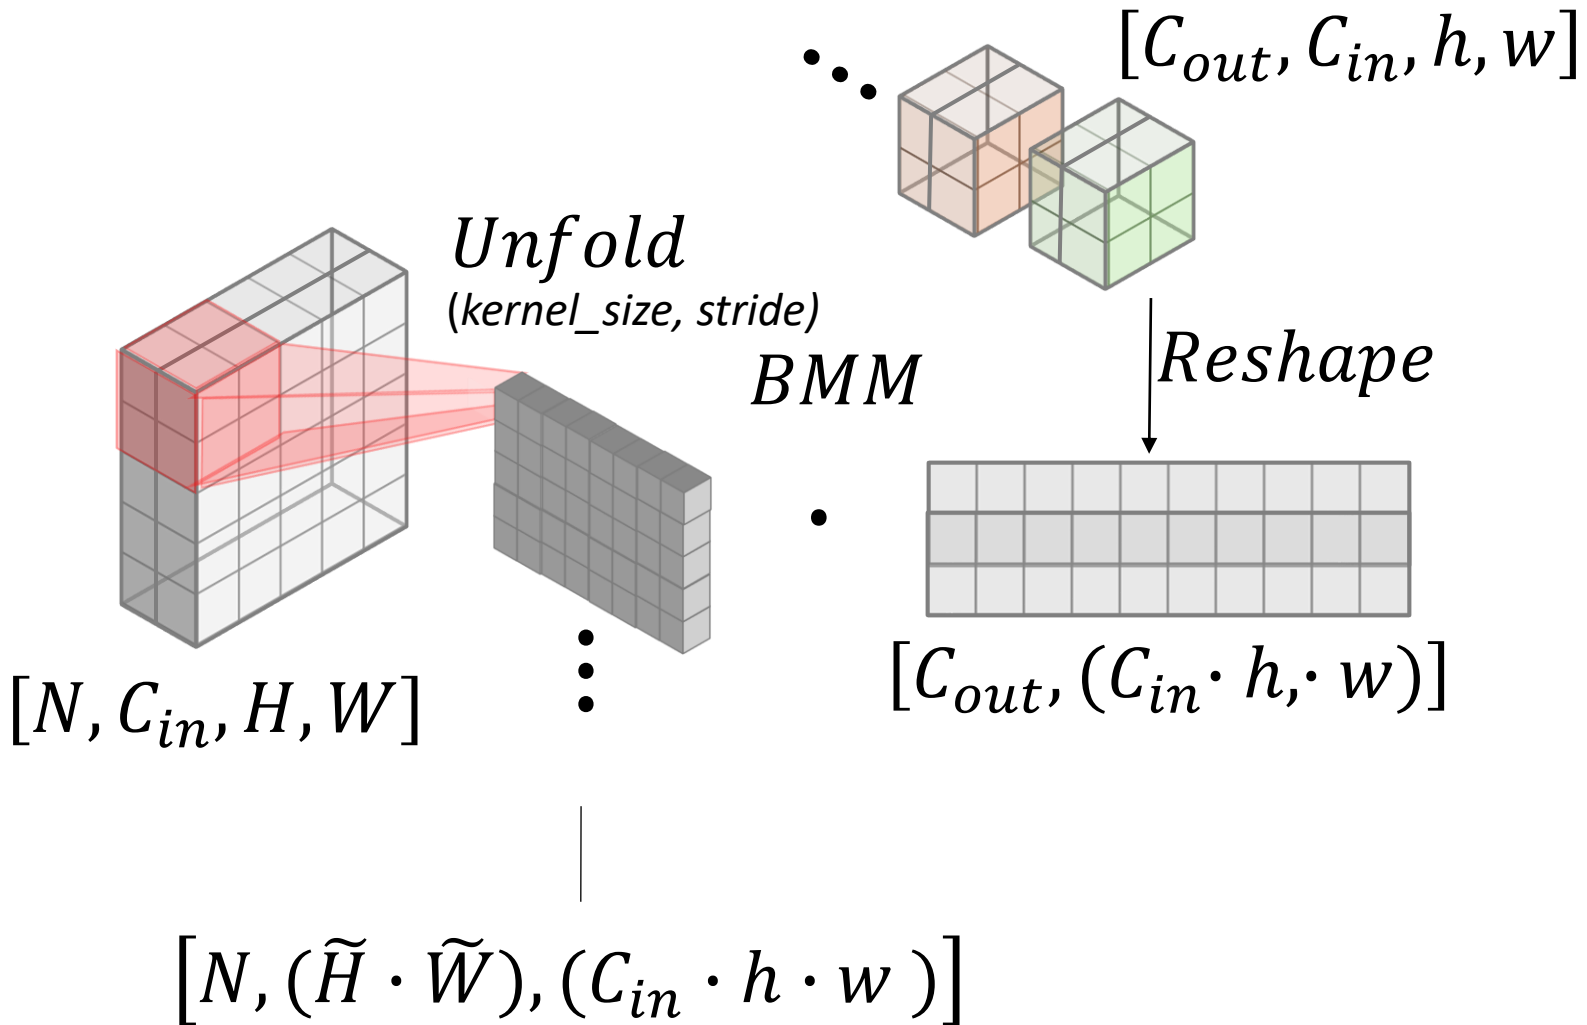 [C_out, C_in, h, w]
Unfold
(kernel_size, stride)
BMM
Reshape
[C_out, (C_in · h, · w)]
[N, C_in, H, W]
[N, (H̃ · W̃), (C_in · h · w )]